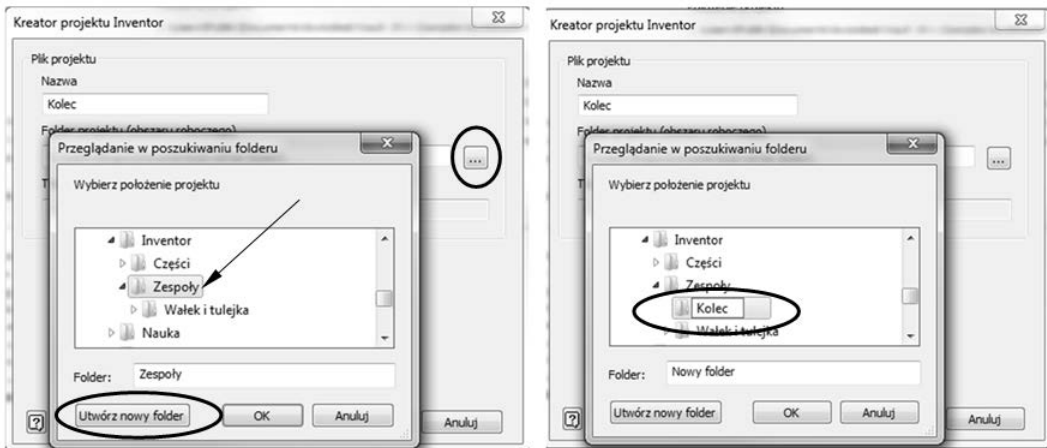 Kreator projektu Inventor
Plik projektu
Nazwa
Kolec
Folder projektu (obszaru roboczego)
...
Przeglądanie w poszukiwaniu folderu
Wybierz położenie projektu
Inventor
Części
Zespoły
Wałek i tulejka
Nauka
Folder: Zespoły
Utwórz nowy folder OK Anuluj
? Anuluj
Kreator projektu Inventor
Plik projektu
Nazwa
Kolec
Folder projektu (obszaru roboczego)
...
Przeglądanie w poszukiwaniu folderu
Wybierz położenie projektu
Inventor
Części
Zespoły
Kolec
Wałek i tulejka
Folder: Nowy folder
Utwórz nowy folder OK Anuluj
? Anuluj